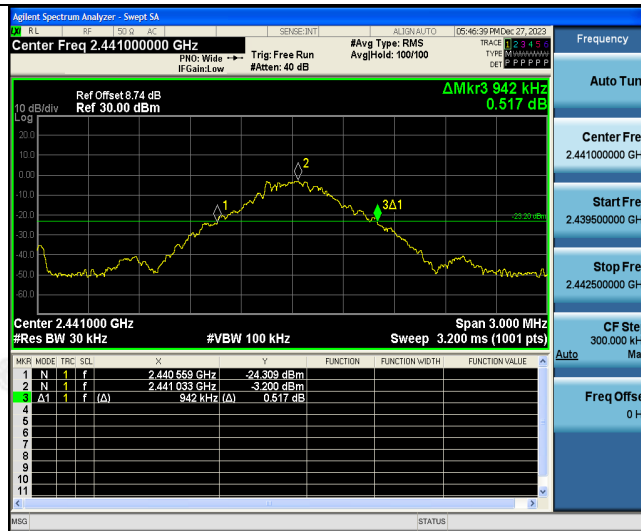 Agilent Spectrum Analyzer - Swept SA
LXI RL RF 50 Ω AC SENSE:INT ALIGNAUTO 05:46:39 PM Dec 27, 2023
Center Freq 2.441000000 GHz
PNO: Wide
IFGain:Low
Trig: Free Run
#Atten: 40 dB
#Avg Type: RMS
Avg|Hold: 100/100
TRACE 1 2 3 4 5 6
TYPE M
DET P P P P P P
Frequency
Auto Tun
Center Fre
2.441000000 GH
Start Fre
2.439500000 GH
Stop Fre
2.442500000 GH
CF Ste
300.000 kH
Auto Ma
Freq Offse
0 H
ΔMkr3 942 kHz
0.517 dB
Ref Offset 8.74 dB
10 dB/div Ref 30.00 dBm
Log
20.0
10.0
0.00
-10.0
-20.0
-30.0
-40.0
-50.0
-60.0
1
2
3Δ1
-23.20 dBm
Center 2.441000 GHz Span 3.000 MHz
#Res BW 30 kHz #VBW 100 kHz Sweep 3.200 ms (1001 pts)
MKR MODE TRC SCL X Y FUNCTION FUNCTION WIDTH FUNCTION VALUE
1 N 1 f 2.440 559 GHz -24.309 dBm
2 N 1 f 2.441 033 GHz -3.200 dBm
3 Δ1 1 f (Δ) 942 kHz (Δ) 0.517 dB
4
5
6
7
8
9
10
11
MSG STATUS